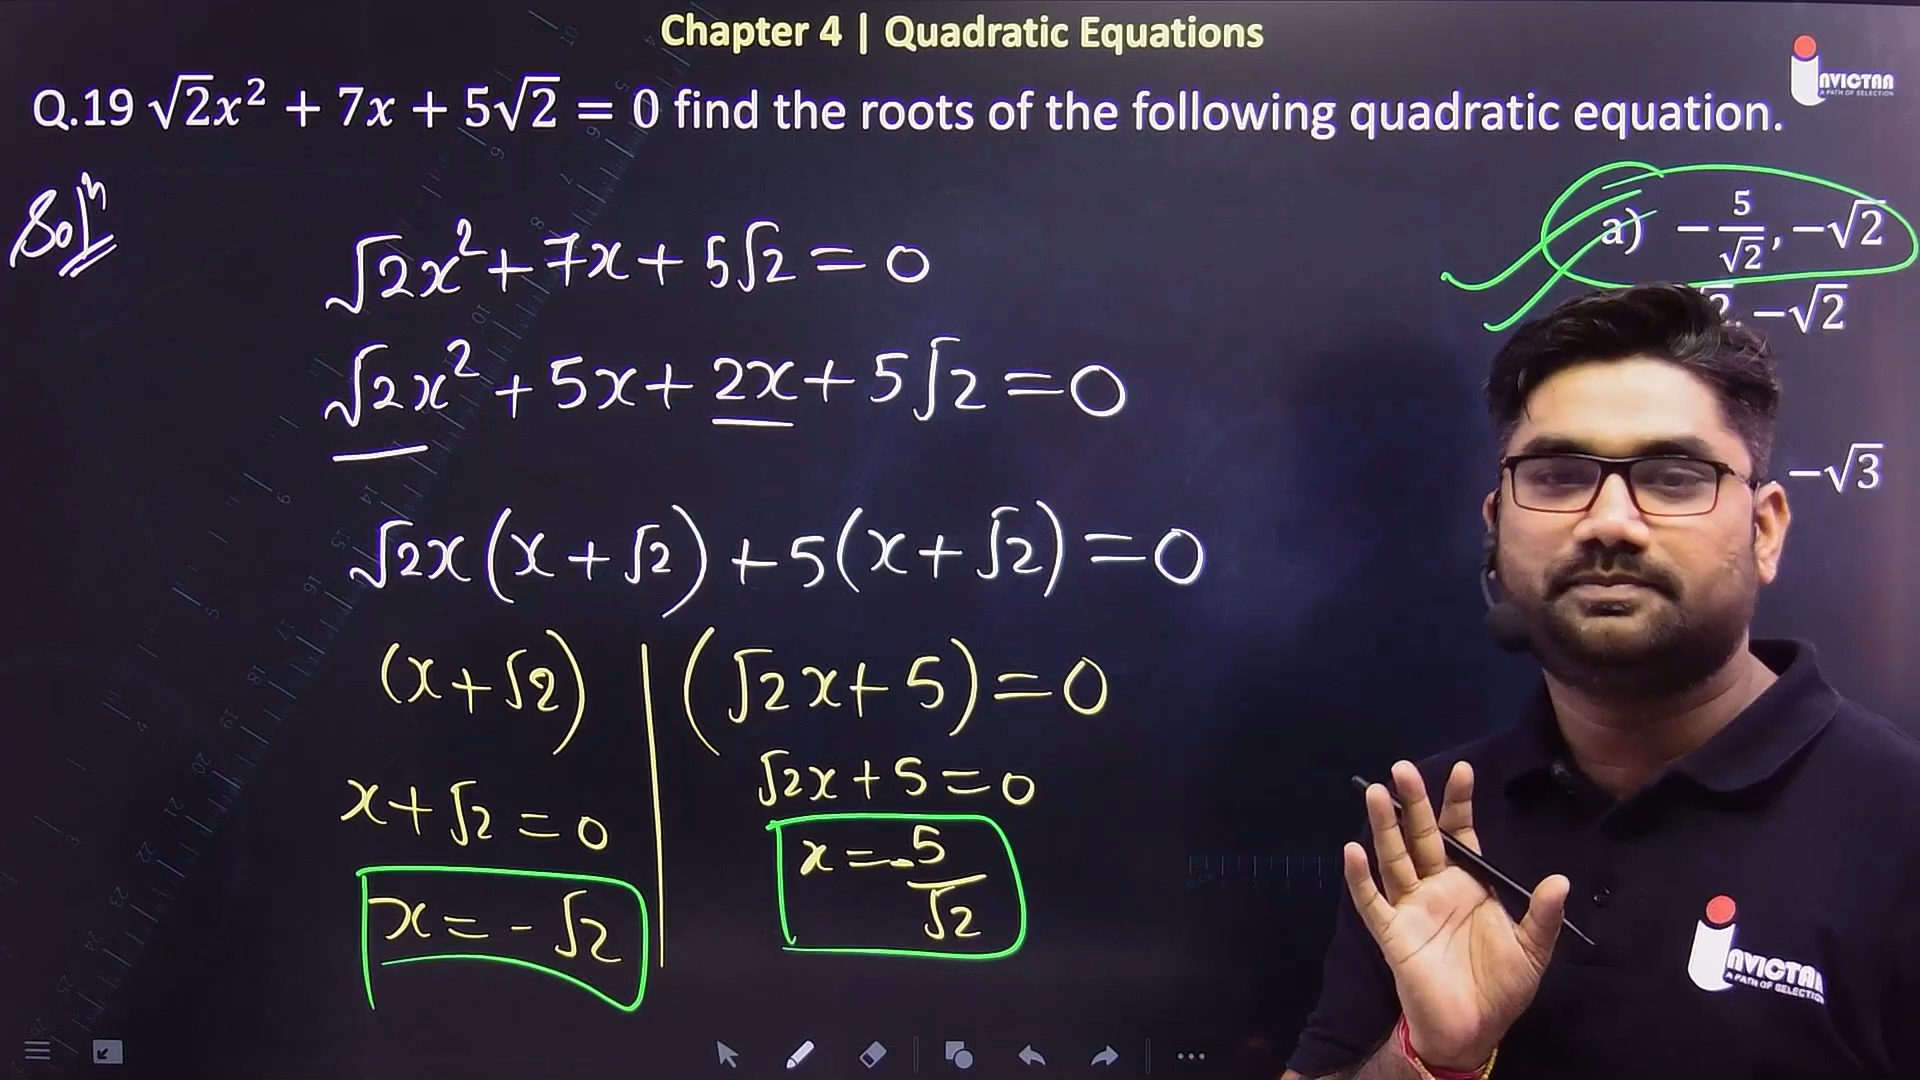 Chapter 4 | Quadratic Equations
iNVICTAA
A PATH OF SELECTION
Q.19 √2x² + 7x + 5√2 = 0 find the roots of the following quadratic equation.
Solⁿ
a) −5/√2, −√2
√2x² + 7x + 5√2 = 0
−√2
√2x² + 5x + 2x + 5√2 = 0
−√3
√2x(x + √2) + 5(x + √2) = 0
(x + √2) | (√2x + 5) = 0
x + √2 = 0
√2x + 5 = 0
x = −√2
x = −5/√2
iNVICTAA
A PATH OF SELECTION